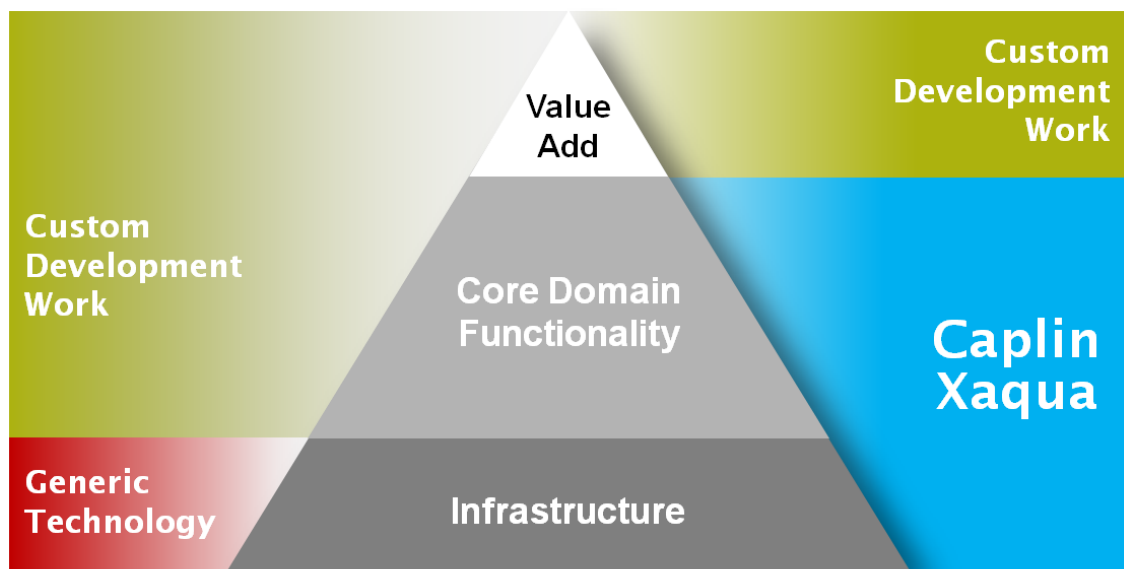 Custom
Development
Work
Generic
Technology
Value
Add
Core Domain
Functionality
Infrastructure
Custom
Development
Work
Caplin
Xaqua